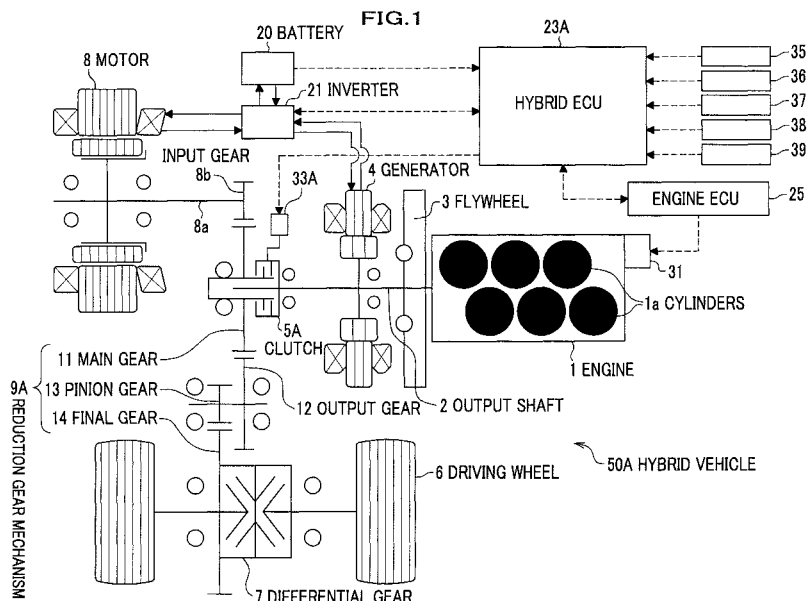 FIG.1
20 BATTERY
23A
8 MOTOR
21 INVERTER
HYBRID ECU
35
36
37
38
39
INPUT GEAR
8b
8a
33A
4 GENERATOR
3 FLYWHEEL
ENGINE ECU
25
31
1a CYLINDERS
5A
CLUTCH
11 MAIN GEAR
1 ENGINE
9A
REDUCTION GEAR MECHANISM
13 PINION GEAR
12 OUTPUT GEAR
2 OUTPUT SHAFT
14 FINAL GEAR
6 DRIVING WHEEL
50A HYBRID VEHICLE
7 DIFFERENTIAL GEAR